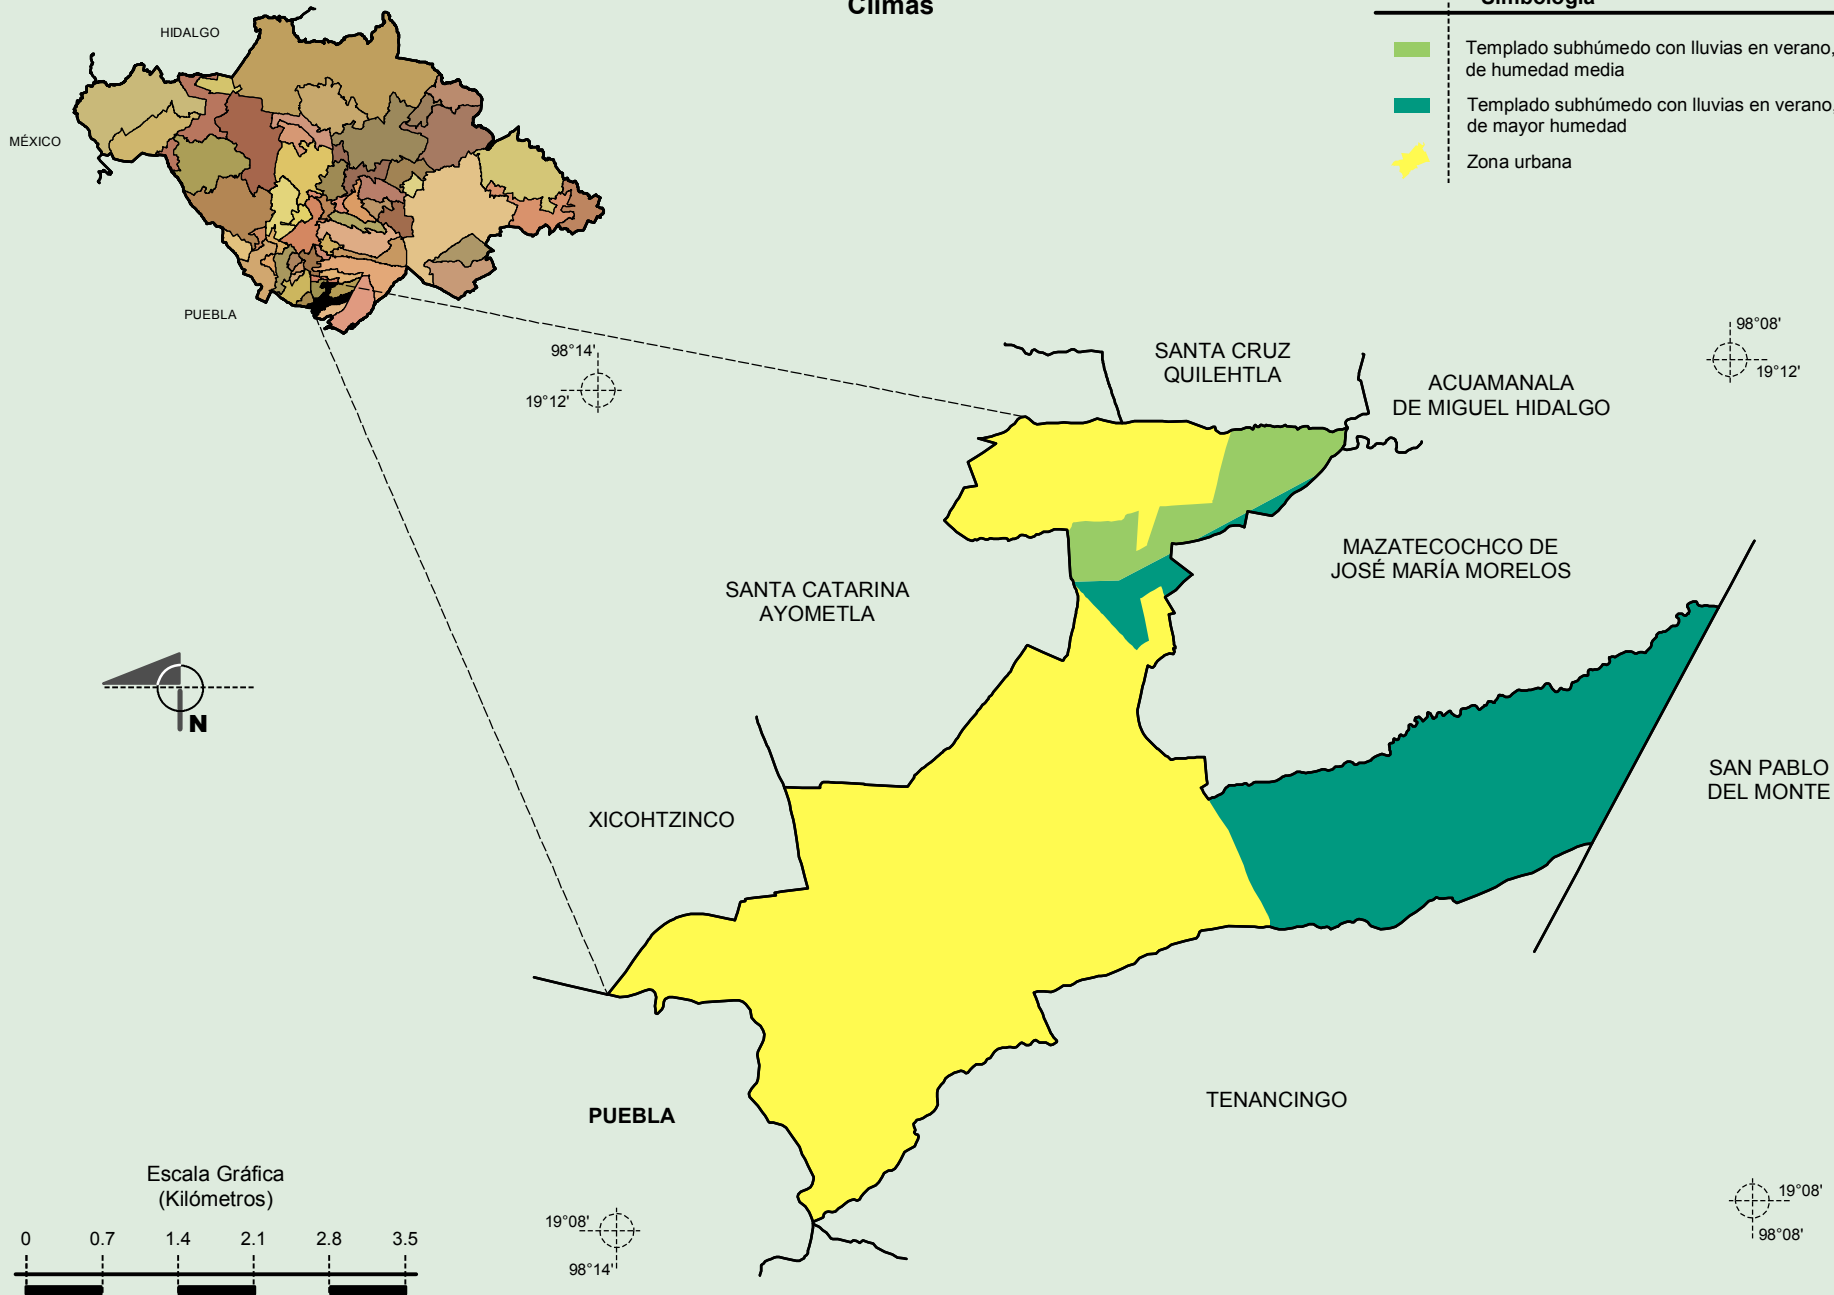 Climas
Simbología
Templado subhúmedo con lluvias en verano,
de humedad media
Templado subhúmedo con lluvias en verano,
de mayor humedad
Zona urbana
HIDALGO
MÉXICO
PUEBLA
98°14'
19°12'
98°08'
19°12'
SANTA CRUZ
QUILEHTLA
ACUAMANALA
DE MIGUEL HIDALGO
MAZATECOCHCO DE
JOSÉ MARÍA MORELOS
SANTA CATARINA
AYOMETLA
N
XICOHTZINCO
SAN PABLO
DEL MONTE
PUEBLA
TENANCINGO
Escala Gráfica
(Kilómetros)
0 0.7 1.4 2.1 2.8 3.5
19°08'
98°14'
19°08'
98°08'